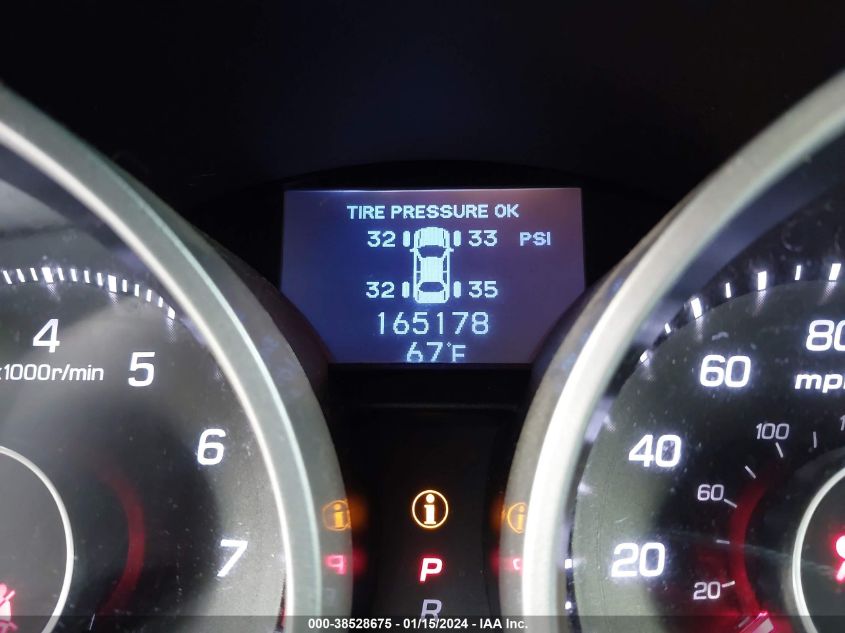 TIRE PRESSURE OK
32 33 PSI
32 35
165178
67°F
4
x1000r/min 5
6
7
80
60 mph
40 100
60
20
20
P
R
000-38528675 - 01/15/2024 - IAA Inc.